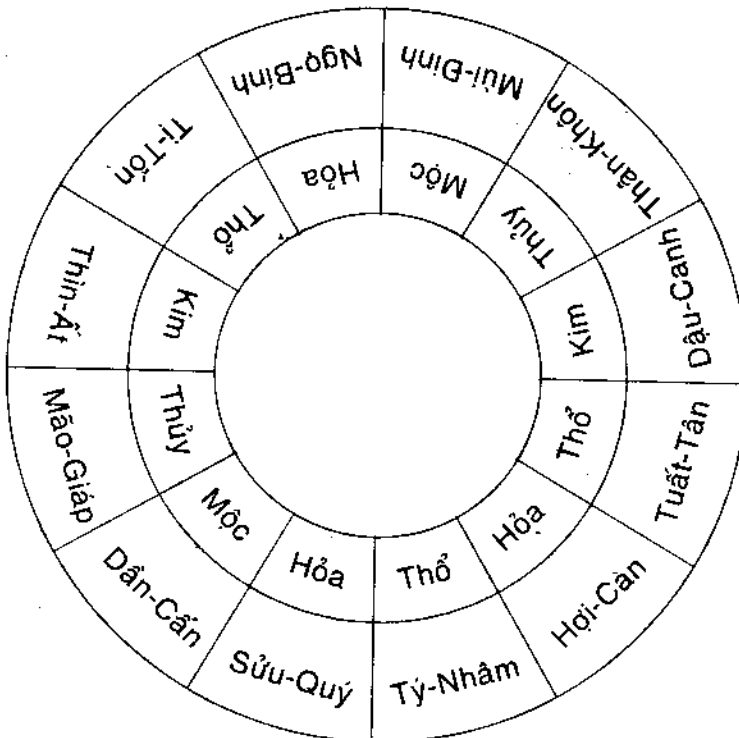 Ngọ-Bính
Mùi-Đinh
Thân-Khôn
Dậu-Canh
Tuất-Tân
Hợi-Càn
Tý-Nhâm
Sửu-Quý
Dần-Cấn
Mão-Giáp
Thìn-Ất
Tị-Tốn
Hỏa
Mộc
Thủy
Kim
Thổ
Hỏa
Thổ
Hỏa
Mộc
Thủy
Kim
Thổ